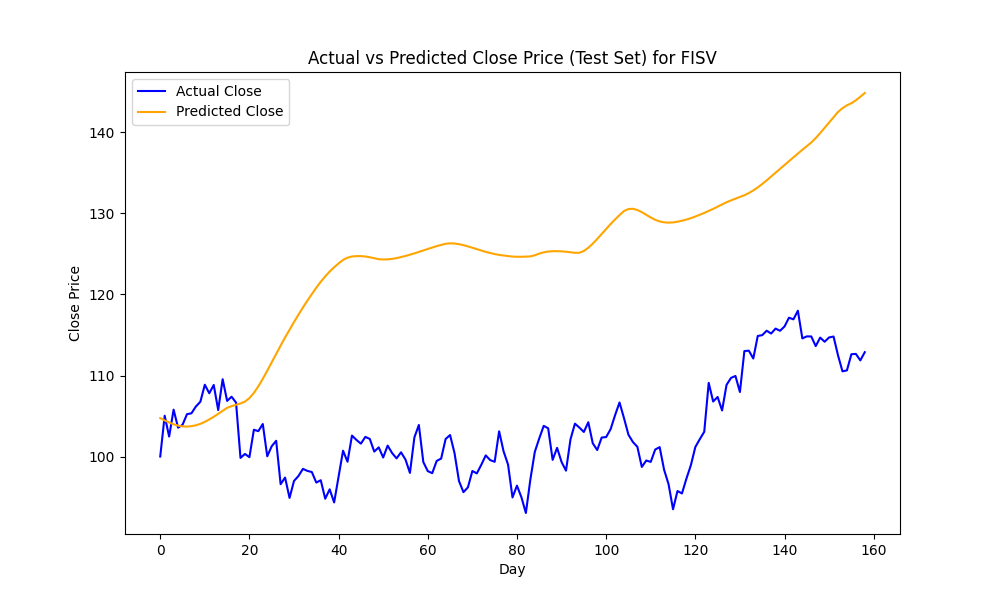 Actual vs Predicted Close Price (Test Set) for FISV
Actual Close
Predicted Close
140
130
120
110
100
Close Price
0 20 40 60 80 100 120 140 160
Day